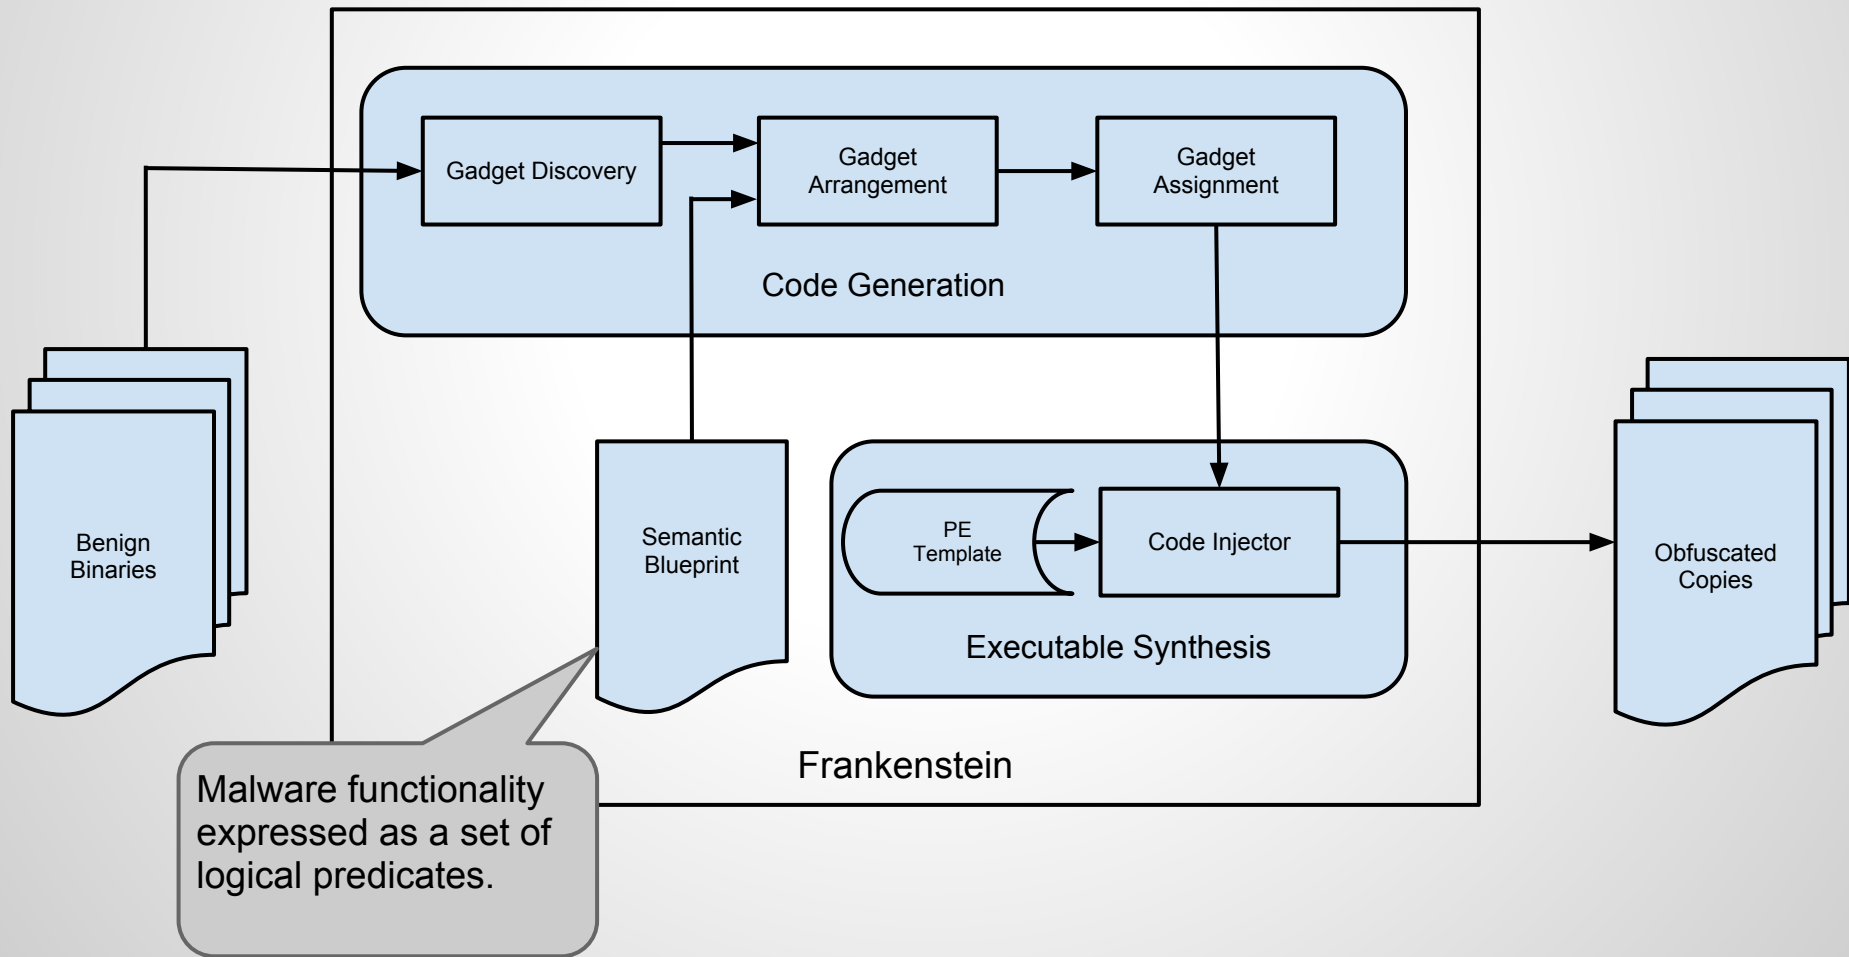 Gadget Discovery
Gadget
Arrangement
Gadget
Assignment
Code Generation
Benign
Binaries
Semantic
Blueprint
PE
Template
Code Injector
Executable Synthesis
Obfuscated
Copies
Frankenstein
Malware functionality
expressed as a set of
logical predicates.